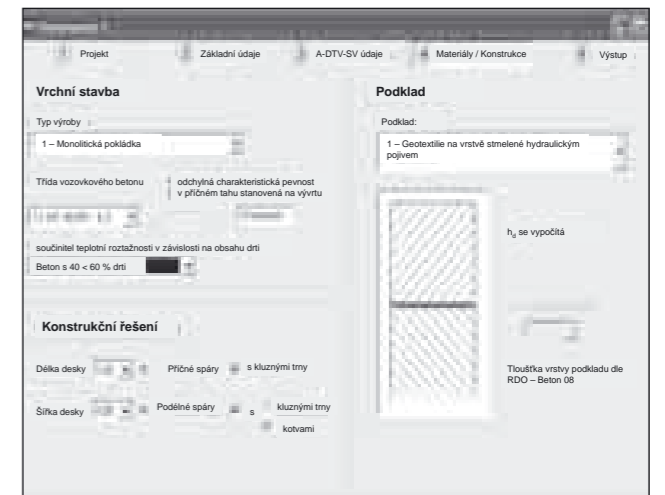 Projekt
Základní údaje
A-DTV-SV údaje
Materiály / Konstrukce
Výstup
Vrchní stavba
Typ výroby
1 – Monolitická pokládka
Třída vozovkového betonu
odchylná charakteristická pevnost
v příčném tahu stanovená na vývrtu
součinitel teplotní roztažnosti v závislosti na obsahu drti
Beton s 40 < 60 % drti
Konstrukční řešení
Délka desky
Příčné spáry
s kluznými trny
Šířka desky
Podélné spáry
s
kluznými trny
kotvami
Podklad
Podklad:
1 – Geotextilie na vrstvě stmelené hydraulickým
pojivem
h_d se vypočítá
Tloušťka vrstvy podkladu dle
RDO – Beton 08